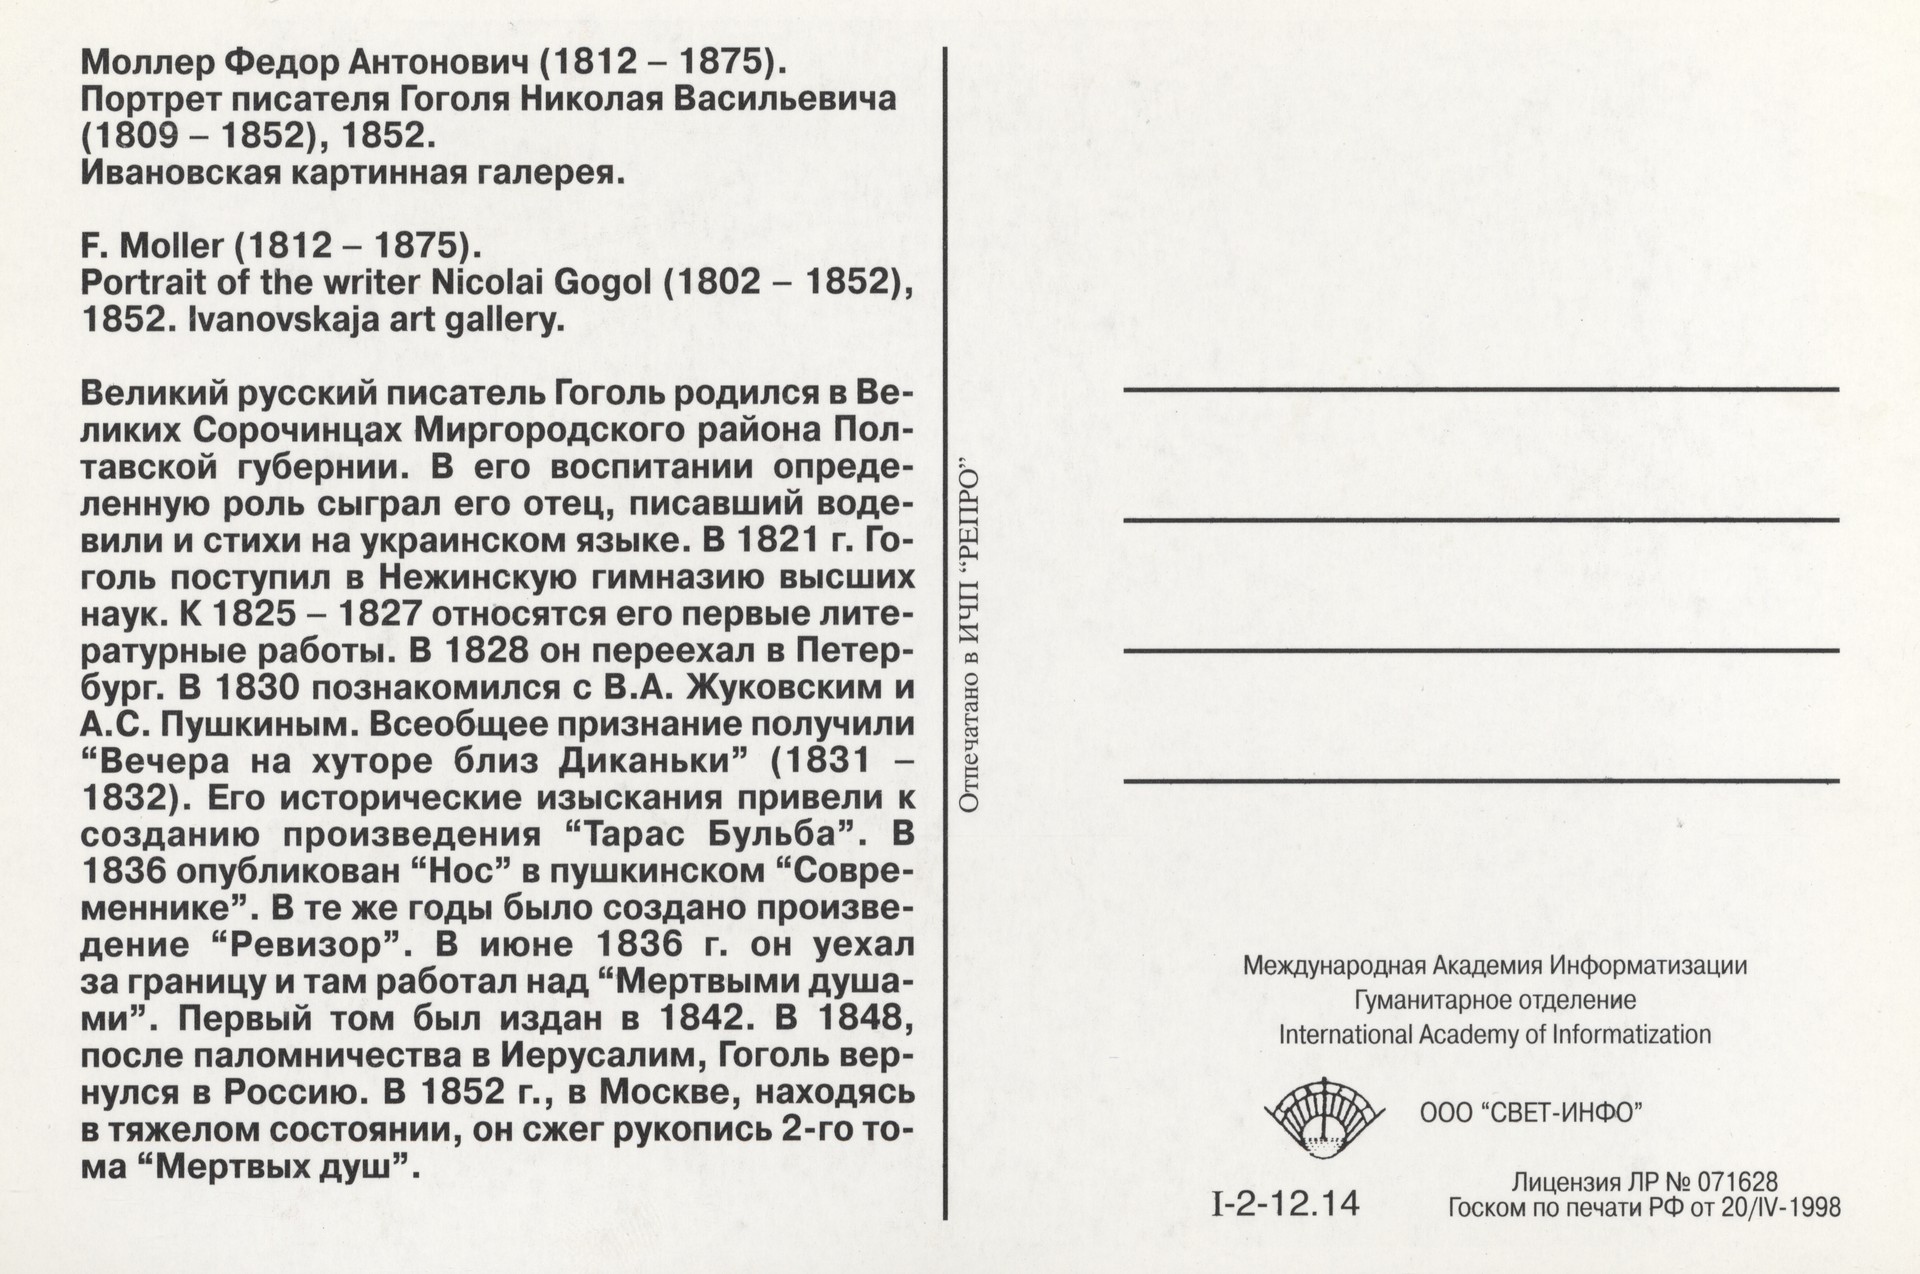 Моллер Федор Антонович (1812 – 1875).
Портрет писателя Гоголя Николая Васильевича
(1809 – 1852), 1852.
Ивановская картинная галерея.
F. Moller (1812 – 1875).
Portrait of the writer Nicolai Gogol (1802 – 1852),
1852. Ivanovskaja art gallery.
Великий русский писатель Гоголь родился в Ве-
ликих Сорочинцах Миргородского района Пол-
тавской губернии. В его воспитании опреде-
ленную роль сыграл его отец, писавший воде-
вили и стихи на украинском языке. В 1821 г. Го-
голь поступил в Нежинскую гимназию высших
наук. К 1825 – 1827 относятся его первые лите-
ратурные работы. В 1828 он переехал в Петер-
бург. В 1830 познакомился с В.А. Жуковским и
А.С. Пушкиным. Всеобщее признание получили
“Вечера на хуторе близ Диканьки” (1831 –
1832). Его исторические изыскания привели к
созданию произведения “Тарас Бульба”. В
1836 опубликован “Нос” в пушкинском “Совре-
меннике”. В те же годы было создано произве-
дение “Ревизор”. В июне 1836 г. он уехал
за границу и там работал над “Мертвыми душа-
ми”. Первый том был издан в 1842. В 1848,
после паломничества в Иерусалим, Гоголь вер-
нулся в Россию. В 1852 г., в Москве, находясь
в тяжелом состоянии, он сжег рукопись 2-го то-
ма “Мертвых душ”.
Отпечатано в ИЧП “РЕПРО”
Международная Академия Информатизации
Гуманитарное отделение
International Academy of Informatization
ООО “СВЕТ-ИНФО”
I-2-12.14
Лицензия ЛР № 071628
Госком по печати РФ от 20/IV-1998